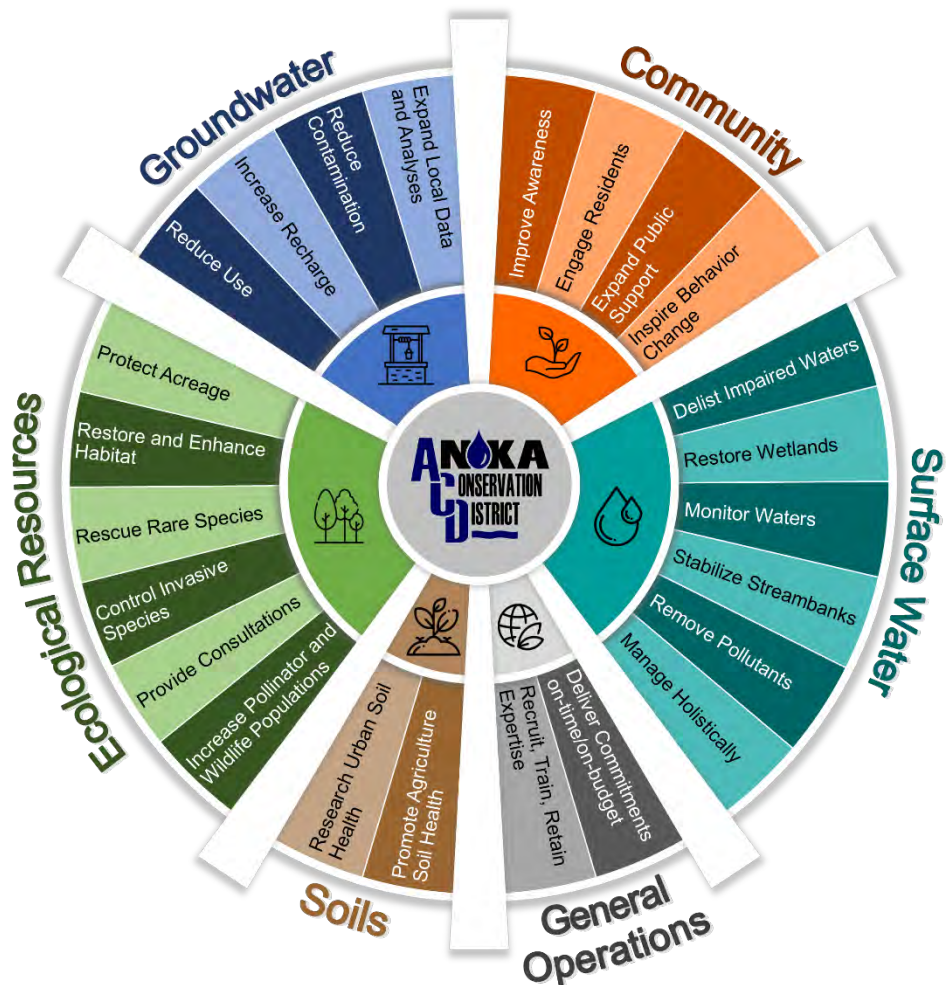 Groundwater
Reduce Use
Increase Recharge
Reduce
Contamination
Expand Local Data
and Analyses
Community
Improve Awareness
Engage Residents
Expand Public
Support
Inspire Behavior
Change
Surface Water
Delist Impaired Waters
Restore Wetlands
Monitor Waters
Stabilize Streambanks
Remove Pollutants
Manage Holistically
General
Operations
Deliver Commitments
on-time/on-budget
Recruit, Train, Retain
Expertise
Soils
Promote Agriculture
Soil Health
Research Urban Soil
Health
Ecological Resources
Protect Acreage
Restore and Enhance
Habitat
Rescue Rare Species
Control Invasive
Species
Provide Consultations
Increase Pollinator and
Wildlife Populations
ANOKA
CONSERVATION
DISTRICT